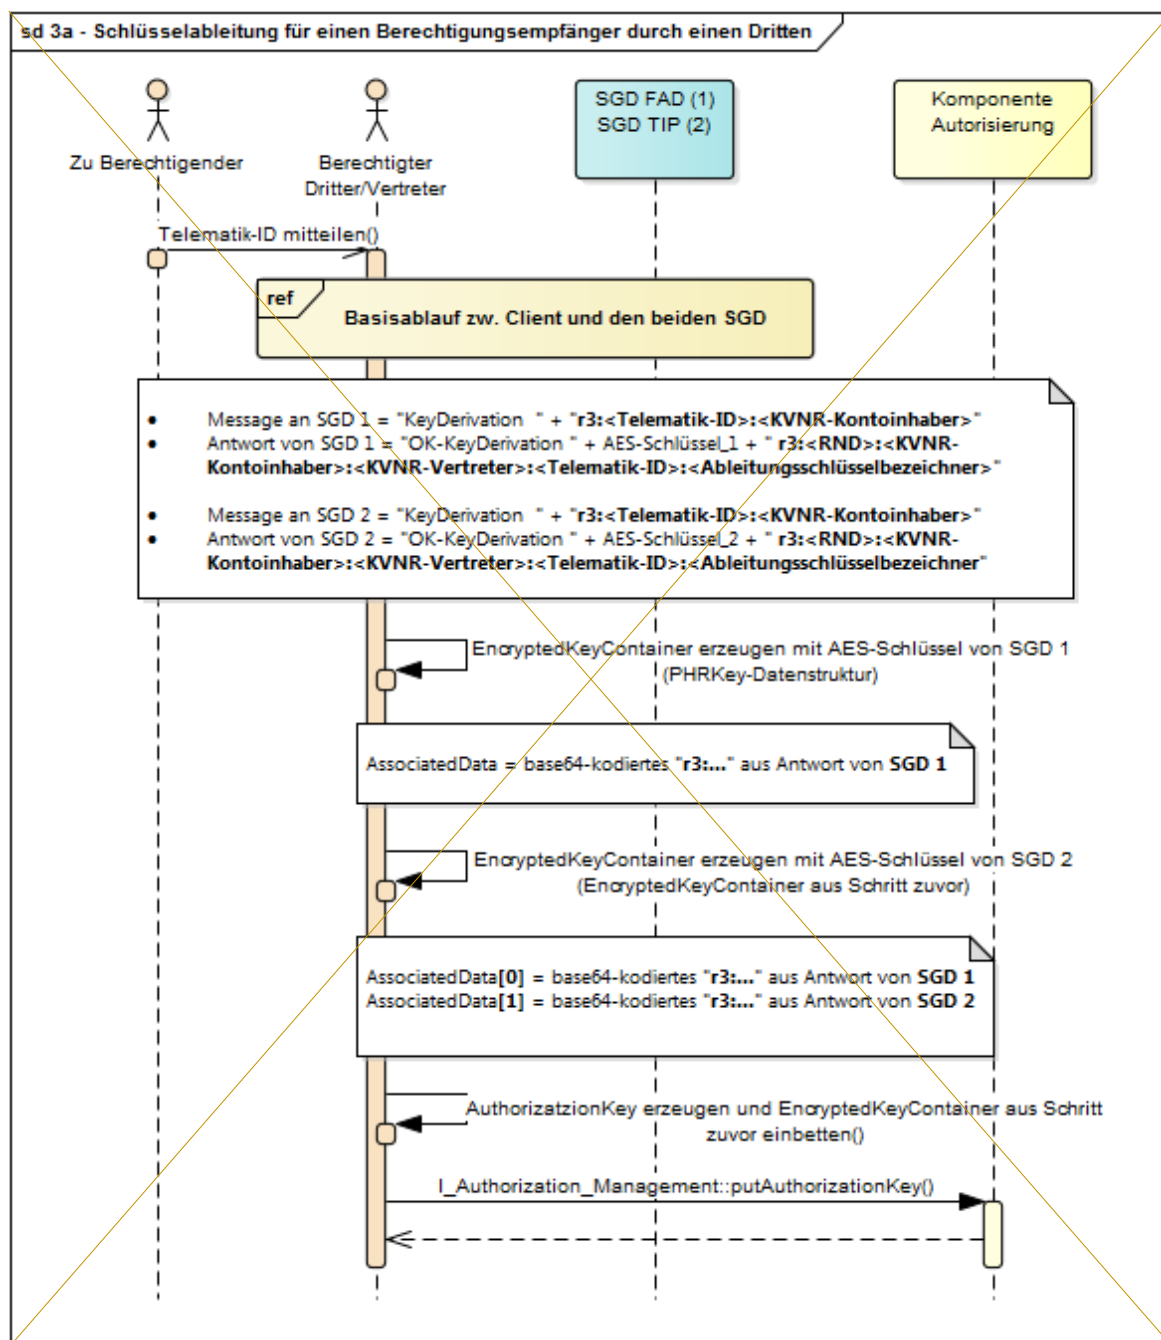 sd 3a - Schlüsselableitung für einen Berechtigungsempfänger durch einen Dritten
SGD FAD (1)
SGD TIP (2)
Komponente
Autorisierung
Zu Berechtigender
Berechtigter
Dritter/Vertreter
Telematik-ID mitteilen()
ref
Basisablauf zw. Client und den beiden SGD
• Message an SGD 1 = "KeyDerivation  " + "r3:<Telematik-ID>:<KVNR-Kontoinhaber>"
• Antwort von SGD 1 = "OK-KeyDerivation " + AES-Schlüssel_1 + " r3:<RND>:<KVNR-
Kontoinhaber>:<KVNR-Vertreter>:<Telematik-ID>:<Ableitungsschlüsselbezeichner>"
• Message an SGD 2 = "KeyDerivation  " + "r3:<Telematik-ID>:<KVNR-Kontoinhaber>"
• Antwort von SGD 2 = "OK-KeyDerivation " + AES-Schlüssel_2 + " r3:<RND>:<KVNR-
Kontoinhaber>:<KVNR-Vertreter>:<Telematik-ID>:<Ableitungsschlüsselbezeichner"
EncryptedKeyContainer erzeugen mit AES-Schlüssel von SGD 1
(PHRKey-Datenstruktur)
AssociatedData = base64-kodiertes "r3:..." aus Antwort von SGD 1
EncryptedKeyContainer erzeugen mit AES-Schlüssel von SGD 2
(EncryptedKeyContainer aus Schritt zuvor)
AssociatedData[0] = base64-kodiertes "r3:..." aus Antwort von SGD 1
AssociatedData[1] = base64-kodiertes "r3:..." aus Antwort von SGD 2
AuthorizatzionKey erzeugen und EncryptedKeyContainer aus Schritt
zuvor einbetten()
I_Authorization_Management::putAuthorizationKey()